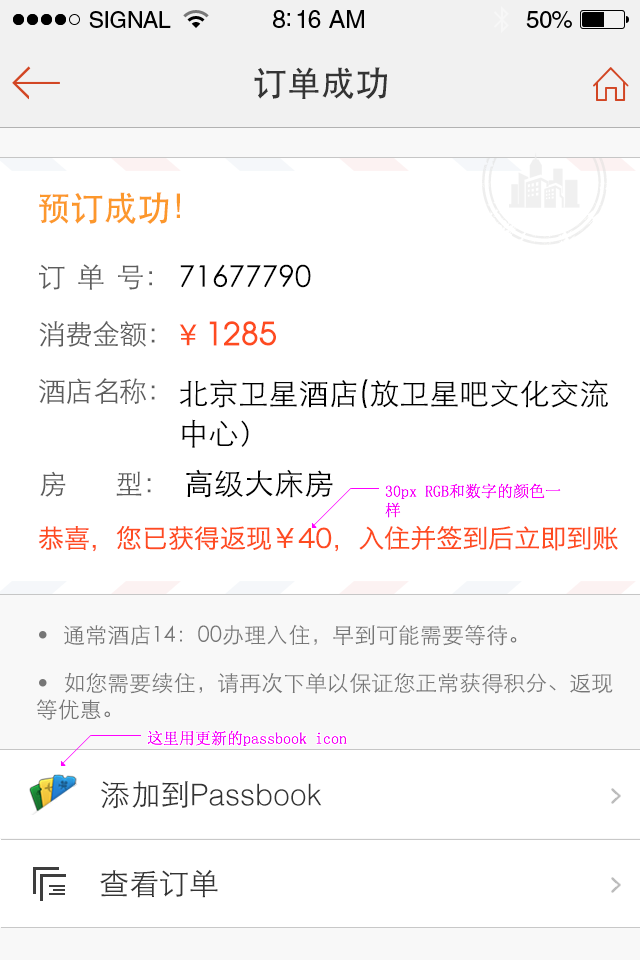 ●●●●○ SIGNAL 8:16 AM 50%
订单成功
预订成功!
订 单 号: 71677790
消费金额: ¥ 1285
酒店名称: 北京卫星酒店(放卫星吧文化交流
中心)
房 型: 高级大床房
30px RGB和数字的颜色一
样
恭喜, 您已获得返现¥40, 入住并签到后立即到账
• 通常酒店14: 00办理入住, 早到可能需要等待。
• 如您需要续住, 请再次下单以保证您正常获得积分、返现
等优惠。
这里用更新的passbook icon
添加到Passbook
查看订单